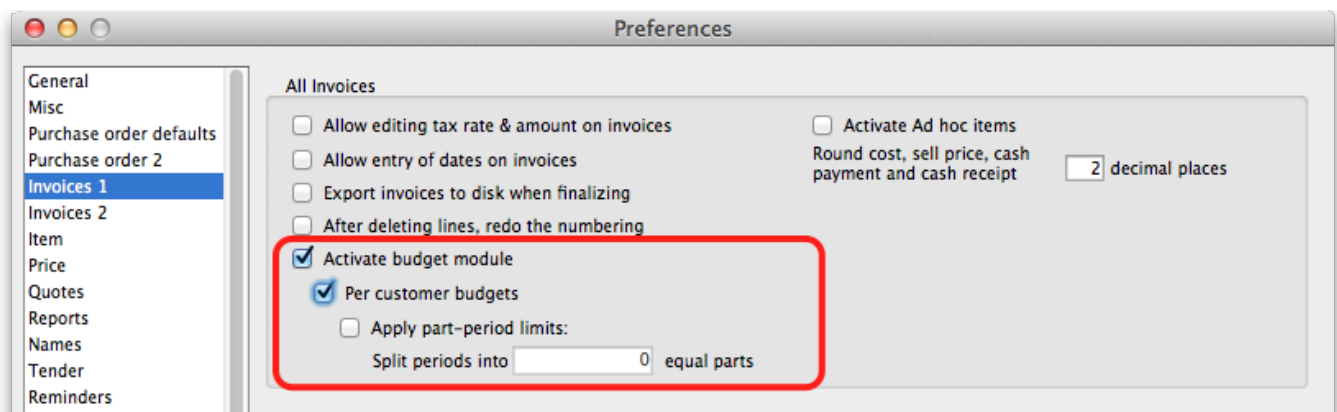 Preferences
General
Misc
Purchase order defaults
Purchase order 2
Invoices 1
Invoices 2
Item
Price
Quotes
Reports
Names
Tender
Reminders
All Invoices
Allow editing tax rate & amount on invoices
Allow entry of dates on invoices
Export invoices to disk when finalizing
After deleting lines, redo the numbering
Activate budget module
Per customer budgets
Apply part-period limits:
Split periods into 0 equal parts
Activate Ad hoc items
Round cost, sell price, cash
payment and cash receipt 2 decimal places